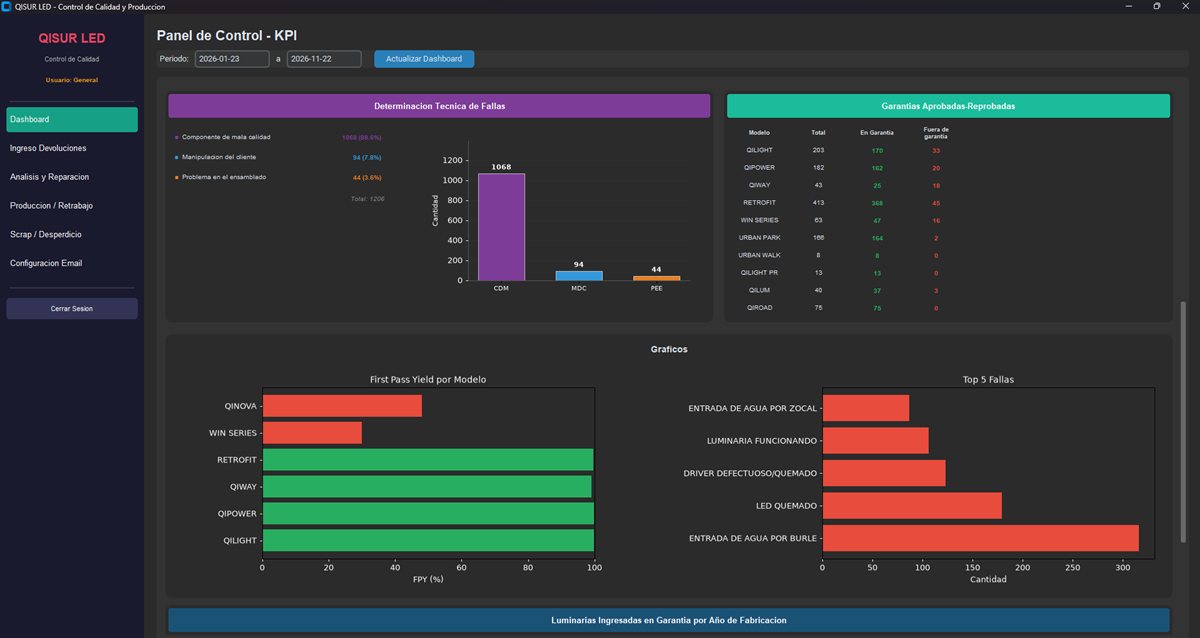 QISUR LED - Control de Calidad y Produccion
QISUR LED
Control de Calidad
Usuario: General
Dashboard
Ingreso Devoluciones
Analisis y Reparacion
Produccion / Retrabajo
Scrap / Desperdicio
Configuracion Email
Cerrar Sesion
Panel de Control - KPI
Periodo: 2026-01-23 a 2026-11-22 Actualizar Dashboard
Determinacion Tecnica de Fallas
Componente de mala calidad 1068 (88.6%)
Manipulacion del cliente 94 (7.8%)
Problema en el ensamblado 44 (3.6%)
Total: 1206
Cantidad
1200
1000
800
600
400
200
0
1068
94
44
CDM MDC PEE
Garantias Aprobadas-Reprobadas
Modelo Total En Garantia Fuera de garantia
QILIGHT 203 170 33
QIPOWER 182 162 20
QIWAY 43 25 18
RETROFIT 413 368 45
WIN SERIES 63 47 16
URBAN PARK 166 164 2
URBAN WALK 8 8 0
QILIGHT PR 13 13 0
QILUM 40 37 3
QIROAD 75 75 0
Graficos
First Pass Yield por Modelo
QINOVA
WIN SERIES
RETROFIT
QIWAY
QIPOWER
QILIGHT
0 20 40 60 80 100
FPY (%)
Top 5 Fallas
ENTRADA DE AGUA POR ZOCAL
LUMINARIA FUNCIONANDO
DRIVER DEFECTUOSO/QUEMADO
LED QUEMADO
ENTRADA DE AGUA POR BURLE
0 50 100 150 200 250 300
Cantidad
Luminarias Ingresadas en Garantia por Año de Fabricacion